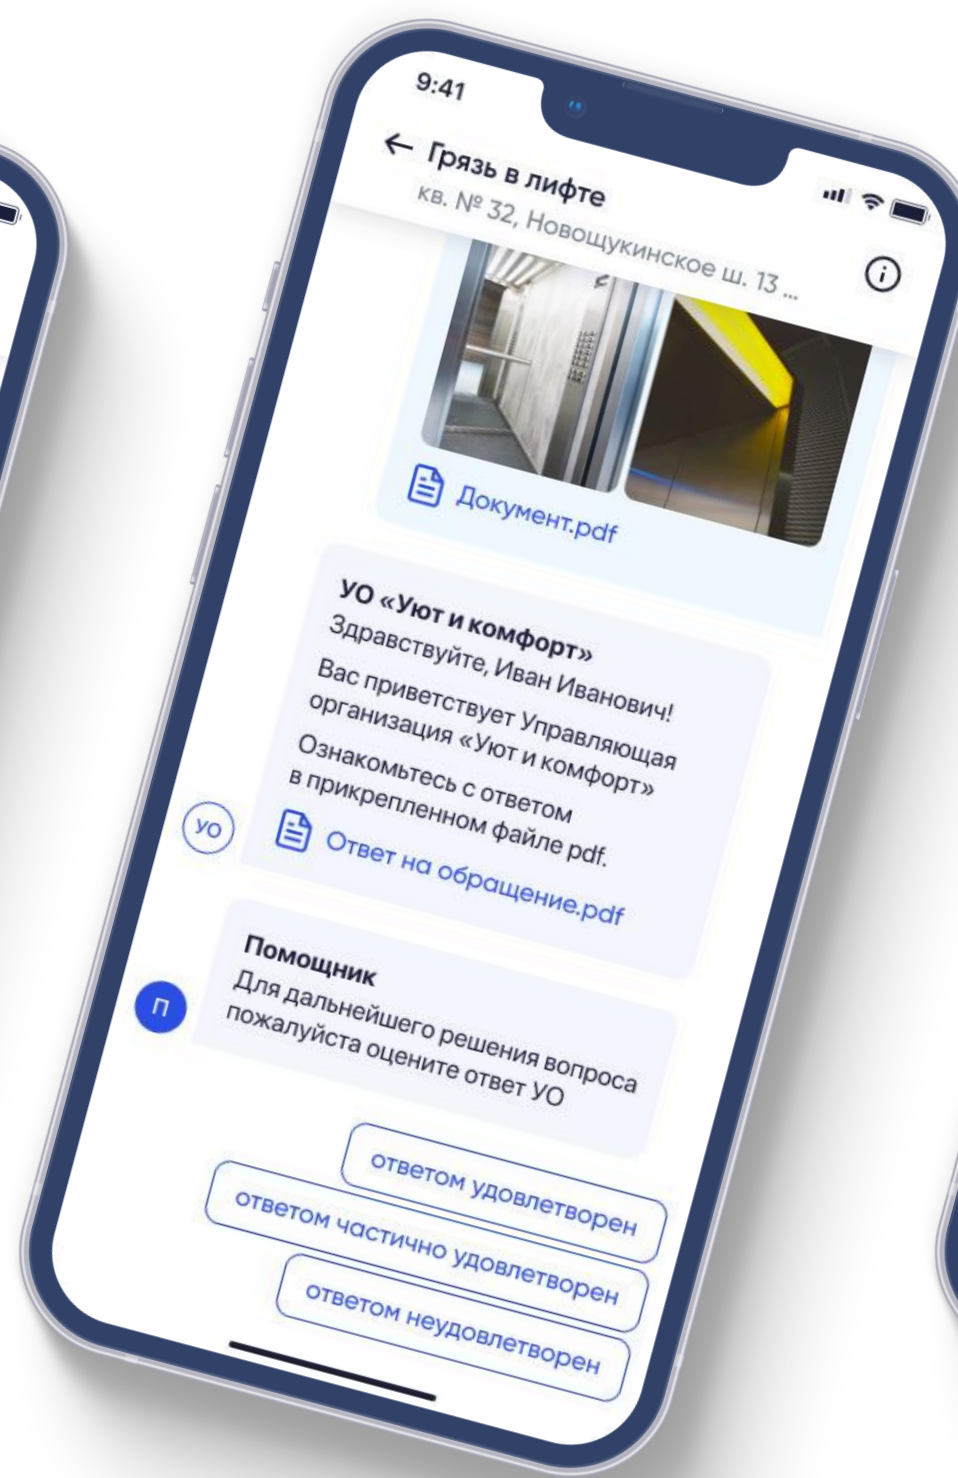 9:41
Грязь в лифте
кв. № 32, Новощукинское ш. 13 ...
Документ.pdf
УО «Уют и комфорт»
Здравствуйте, Иван Иванович!
Вас приветствует Управляющая
организация «Уют и комфорт»
Ознакомьтесь с ответом
в прикрепленном файле pdf.
УО
Ответ на обращение.pdf
Помощник
П
Для дальнейшего решения вопроса
пожалуйста оцените ответ УО
ответом удовлетворен
ответом частично удовлетворен
ответом неудовлетворен